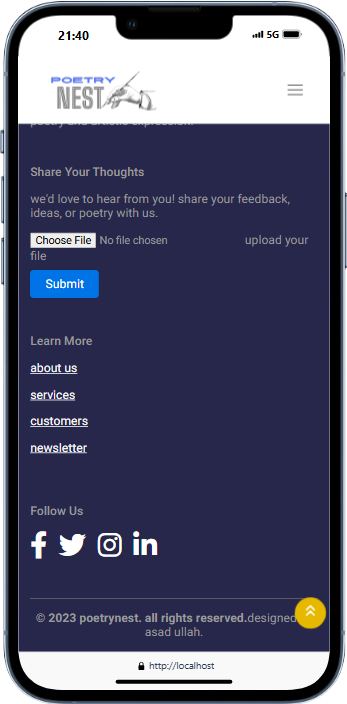 21:40
5G
POETRY
NEST
poetry and artistic expression.
Share Your Thoughts
we'd love to hear from you! share your feedback,
ideas, or poetry with us.
Choose File No file chosen upload your
file
Submit
Learn More
about us
services
customers
newsletter
Follow Us
© 2023 poetrynest. all rights reserved.designed
asad ullah.
http://localhost